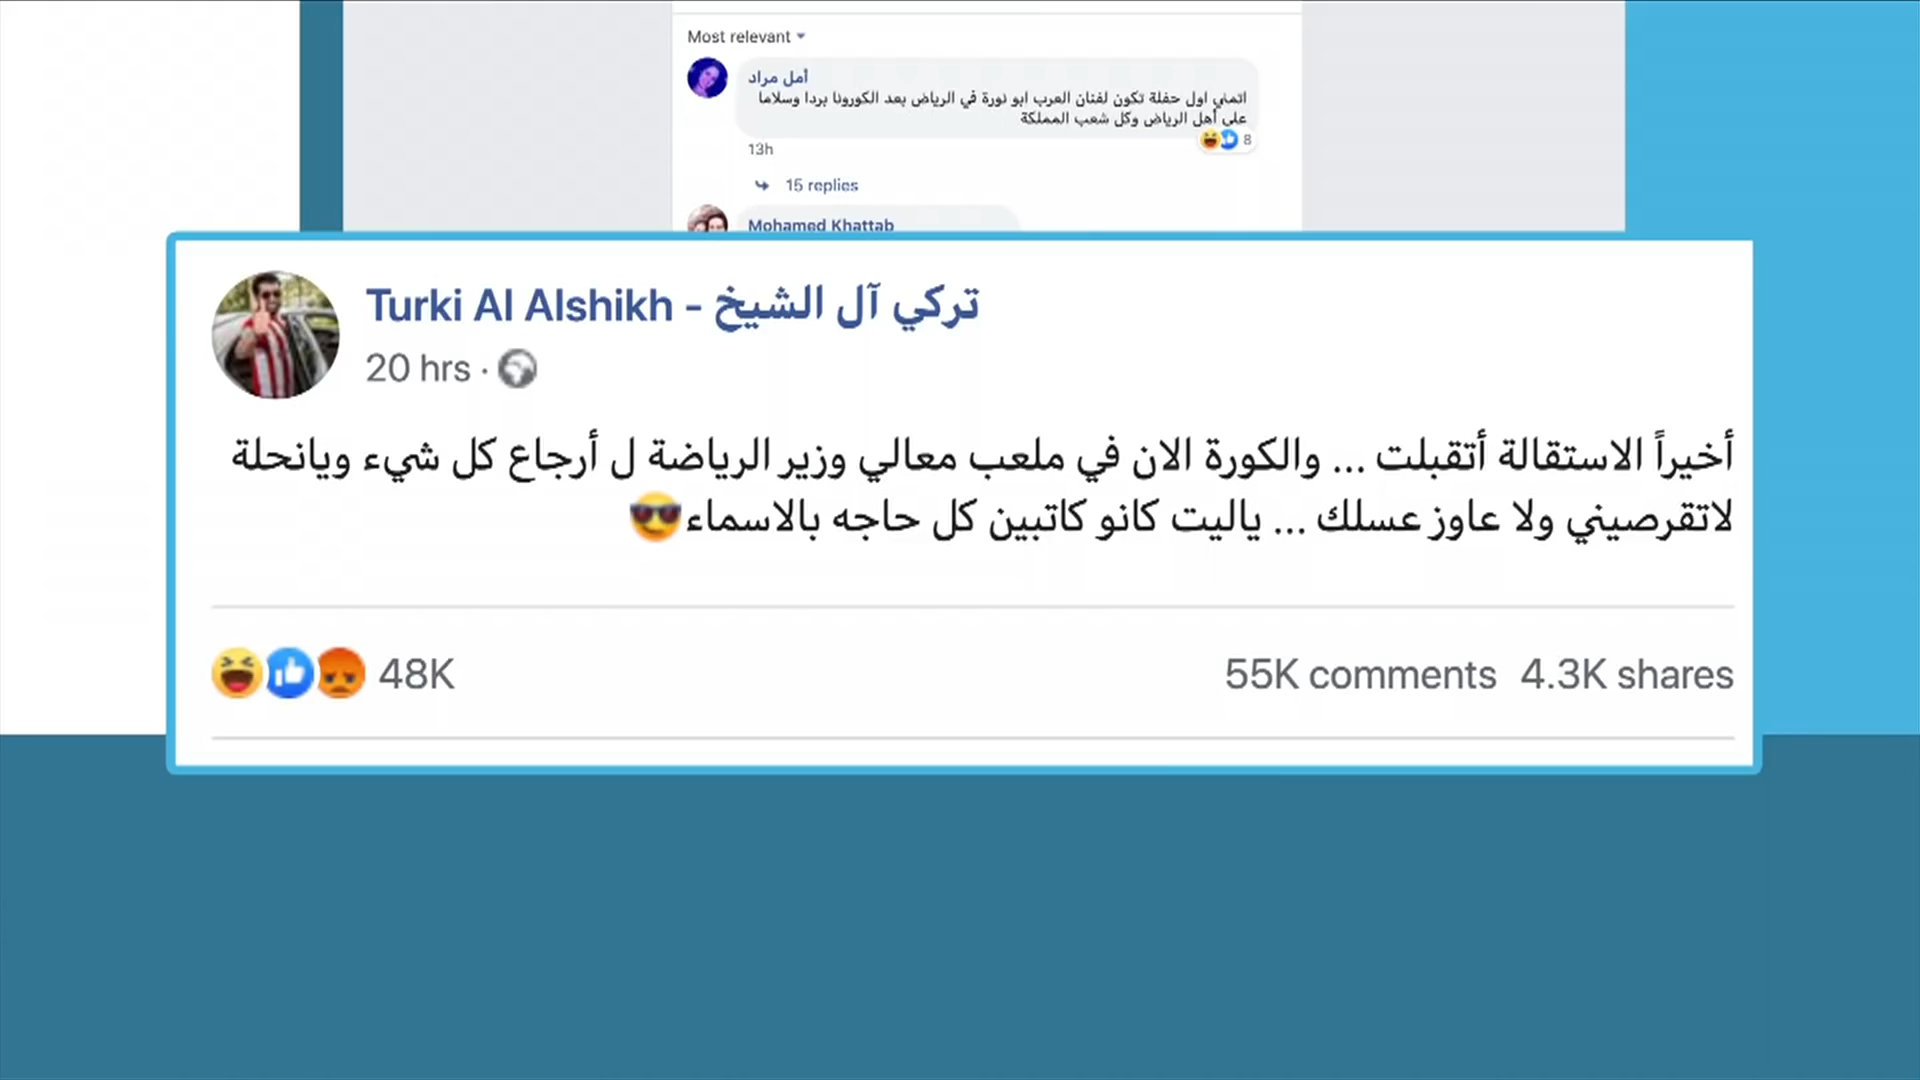 Most relevant
أمل مراد
اتمني اول حفلة تكون لفنان العرب ابو نورة في الرياض بعد الكورونا بردا وسلاما
على أهل الرياض وكل شعب المملكة
8
13h
15 replies
Mohamed Khattab
Turki Al Alshikh - تركي آل الشيخ
20 hrs ·
أخيراً الاستقالة أتقبلت ... والكورة الان في ملعب معالي وزير الرياضة ل أرجاع كل شيء ويانحلة
لاتقرصيني ولا عاوز عسلك ... ياليت كانو كاتبين كل حاجه بالاسماء😎
48K
55K comments 4.3K shares